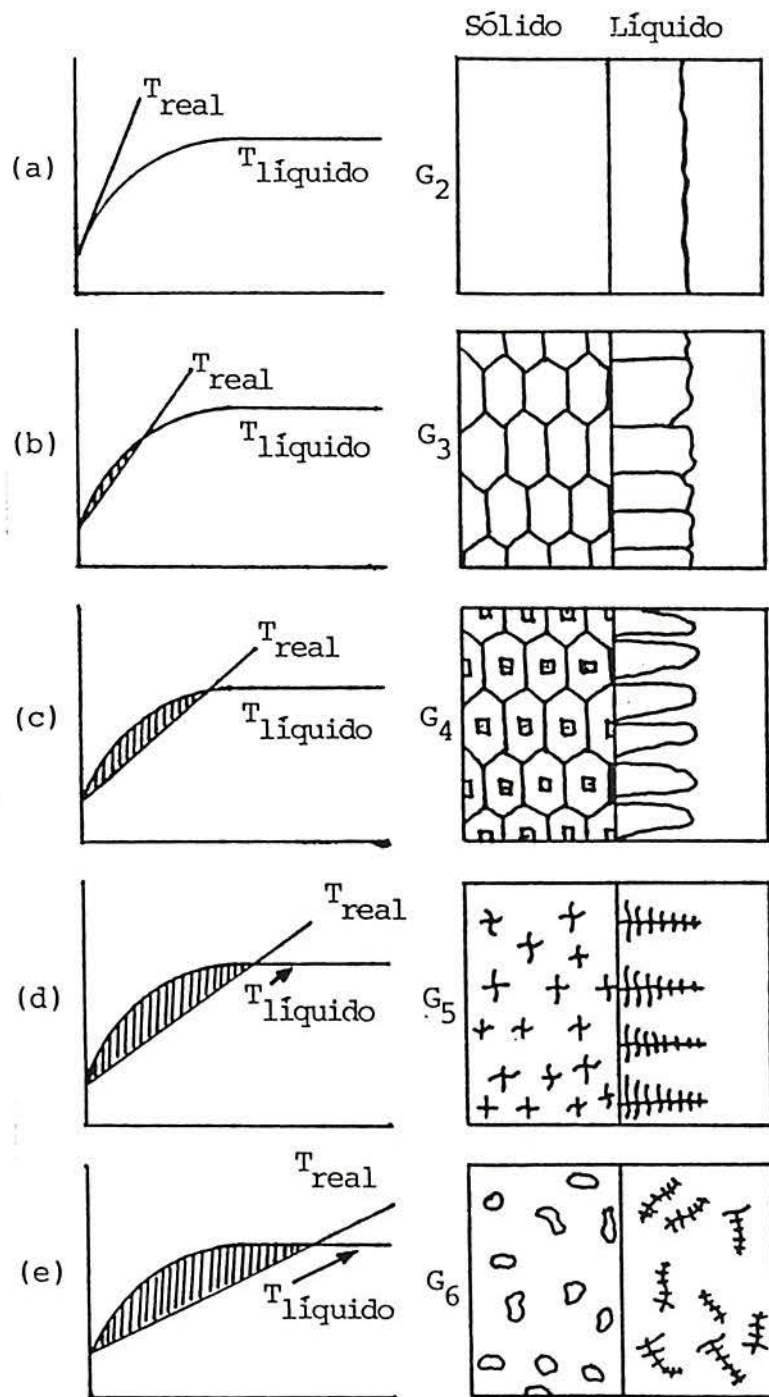 Sólido Líquido
(a) T real T líquido G2
(b) T real T líquido G3
(c) T real T líquido G4
(d) T real T líquido G5
(e) T real T líquido G6